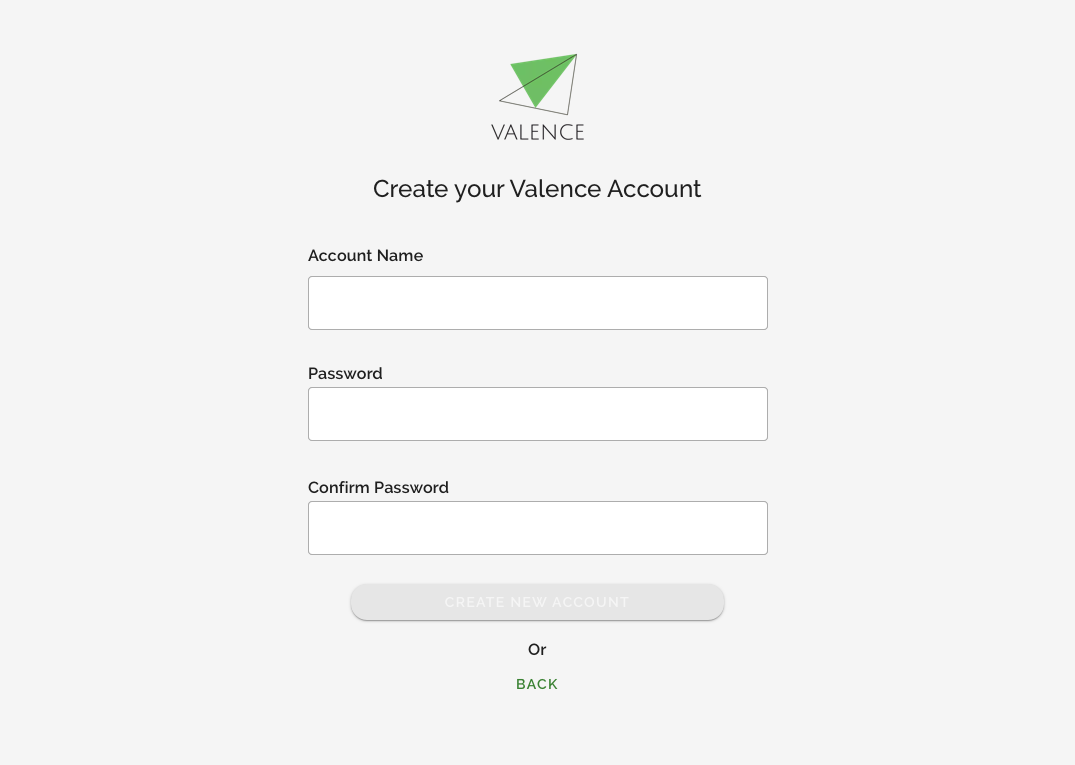 VALENCE
Create your Valence Account
Account Name
Password
Confirm Password
CREATE NEW ACCOUNT
Or
BACK